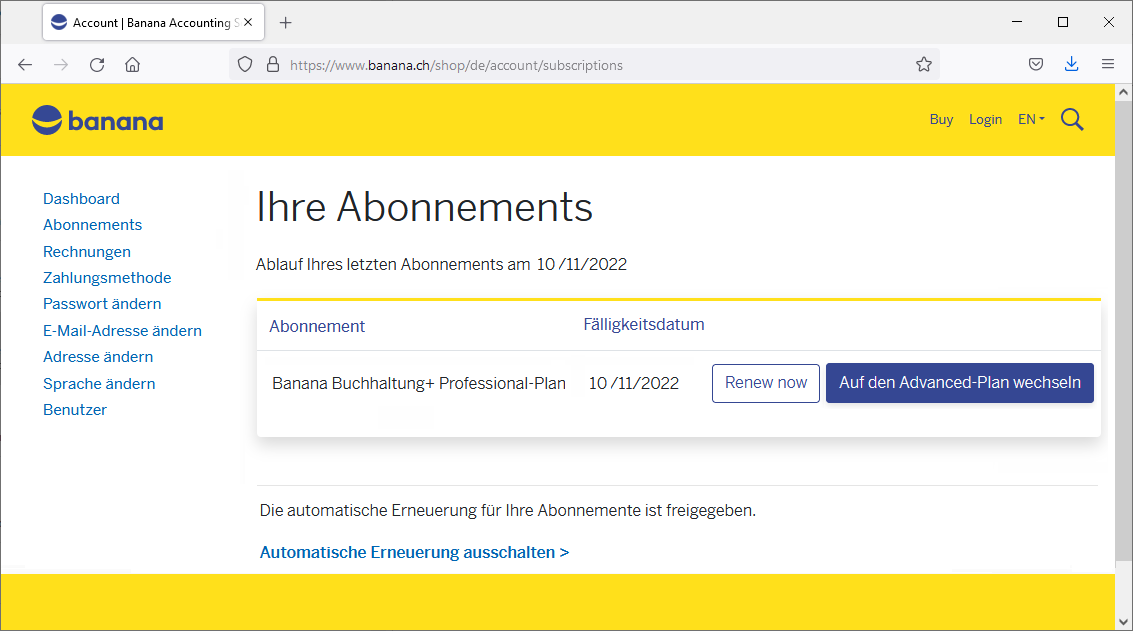 Account | Banana Accounting S
https://www.banana.ch/shop/de/account/subscriptions
banana
Buy Login EN
Dashboard
Abonnements
Rechnungen
Zahlungsmethode
Passwort ändern
E-Mail-Adresse ändern
Adresse ändern
Sprache ändern
Benutzer
Ihre Abonnements
Ablauf Ihres letzten Abonnements am 10 /11/2022
Abonnement Fälligkeitsdatum
Banana Buchhaltung+ Professional-Plan 10 /11/2022 Renew now Auf den Advanced-Plan wechseln
Die automatische Erneuerung für Ihre Abonnemente ist freigegeben.
Automatische Erneuerung ausschalten >